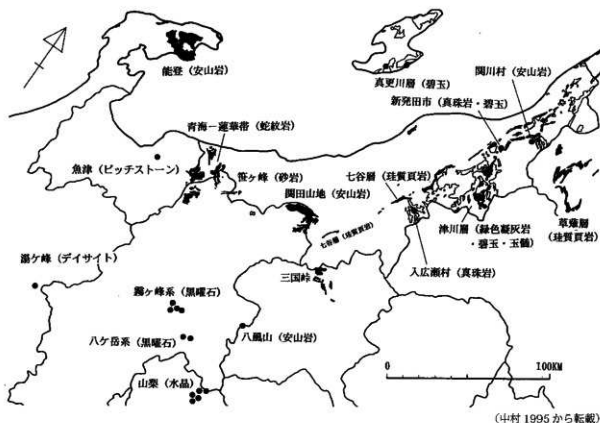 能登(安山岩)
真更川層(碧玉)
関川村(安山岩)
新発田市(真珠岩・碧玉)
青海ー蓮華帯(蛇紋岩)
魚津(ピッチストーン)
笹ヶ峰(砂岩)
関田山地(安山岩)
七谷層(珪質頁岩)
七谷層(珪質頁岩)
津川層(緑色凝灰岩
・碧玉・玉髄)
草薙層
(珪質頁岩)
入広瀬村(真珠岩)
湯ケ峰(デイサイト)
霧ヶ峰系(黒曜石)
三国峠
八ケ岳系(黒曜石)
八風山(安山岩)
山梨(水晶)
0
100KM
(中村 1995 から転載)